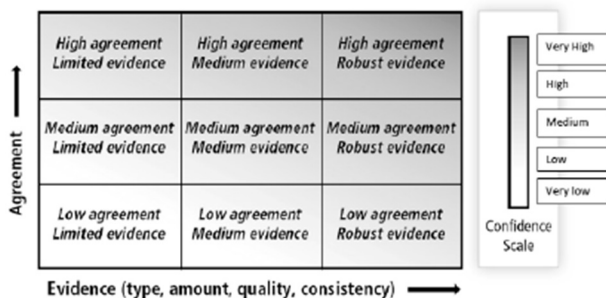 High agreement
Limited evidence
High agreement
Medium evidence
High agreement
Robust evidence
Medium agreement
Limited evidence
Medium agreement
Medium evidence
Medium agreement
Robust evidence
Low agreement
Limited evidence
Low agreement
Medium evidence
Low agreement
Robust evidence
Agreement
Evidence (type, amount, quality, consistency)
Very High
High
Medium
Low
Very low
Confidence
Scale